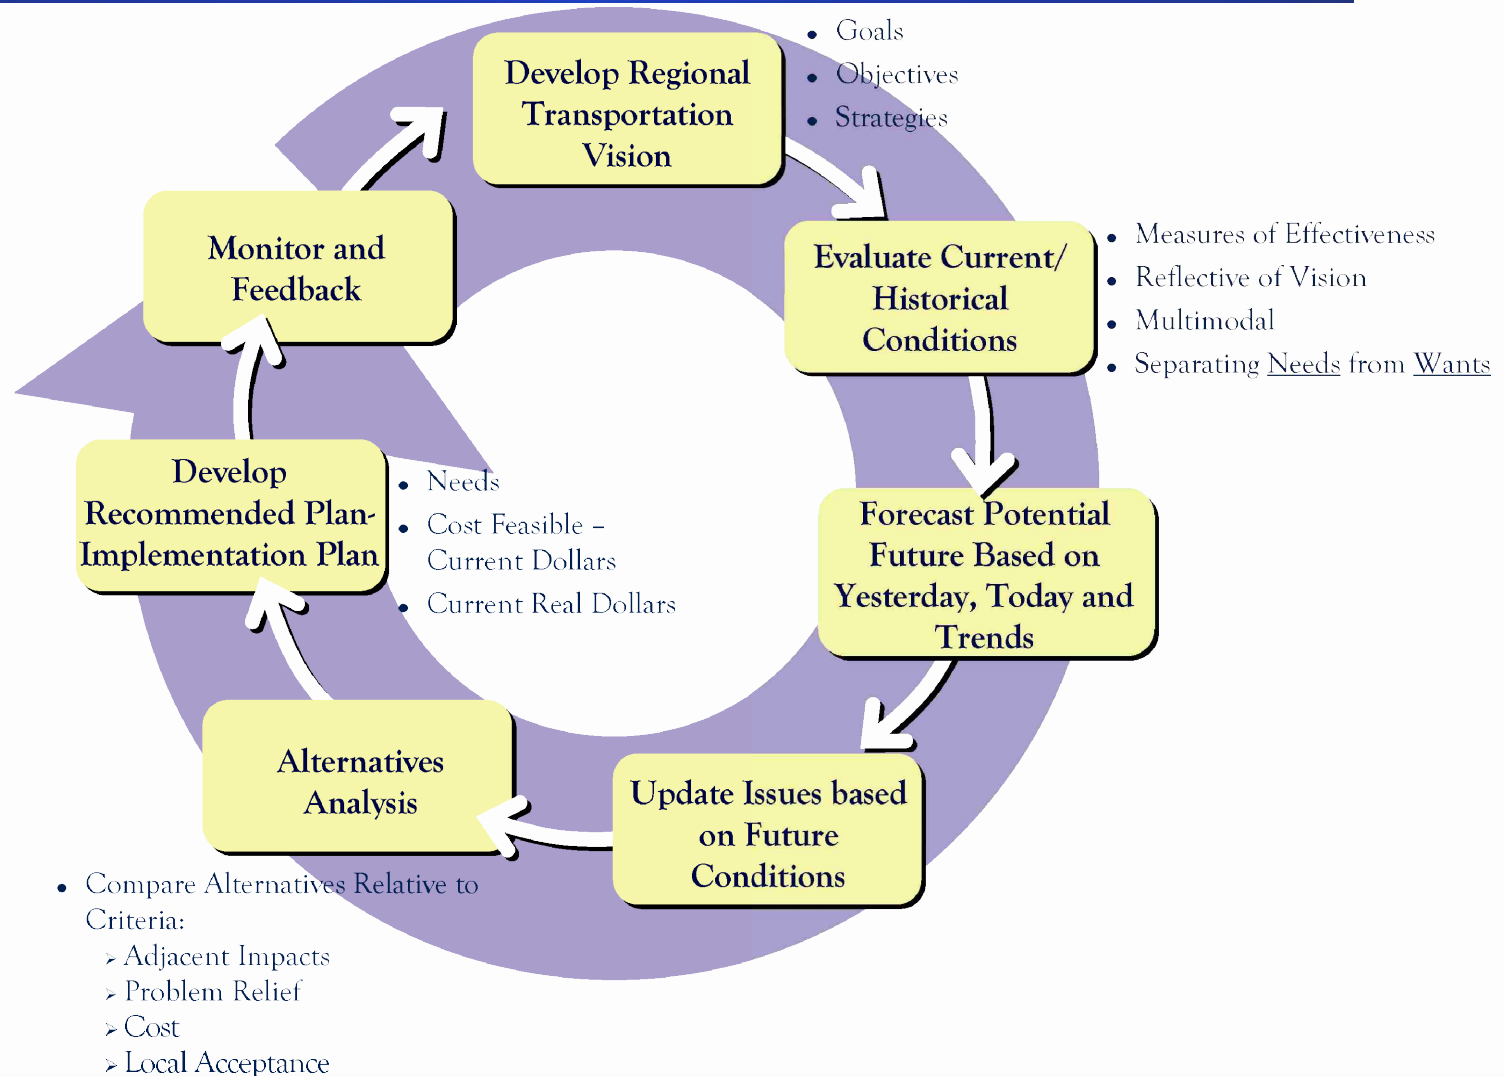 Develop Regional
Transportation
Vision
• Goals
• Objectives
• Strategies
Evaluate Current/
Historical
Conditions
• Measures of Effectiveness
• Reflective of Vision
• Multimodal
• Separating Needs from Wants
Forecast Potential
Future Based on
Yesterday, Today and
Trends
Update Issues based
on Future
Conditions
Alternatives
Analysis
• Compare Alternatives Relative to
Criteria:
➢ Adjacent Impacts
➢ Problem Relief
➢ Cost
➢ Local Acceptance
Develop
Recommended Plan-
Implementation Plan
• Needs
• Cost Feasible –
Current Dollars
• Current Real Dollars
Monitor and
Feedback